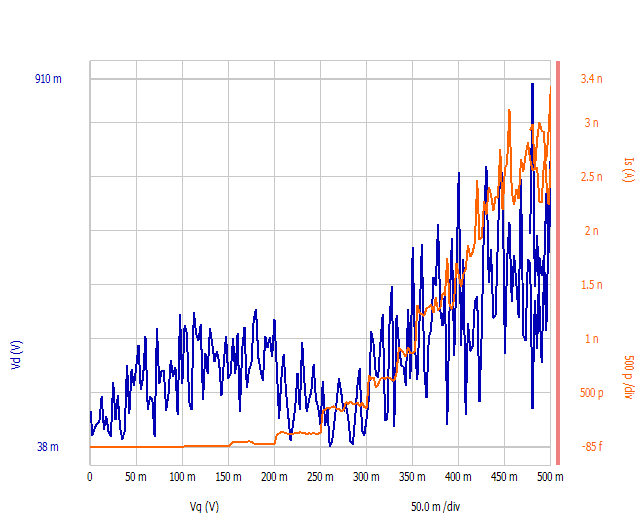 910 m
3.4 n
3 n
2.5 n
2 n
1.5 n
1 n
500 p
-85 f
38 m
Vd (V)
Is (A)
500 p /div
0
50 m
100 m
150 m
200 m
250 m
300 m
350 m
400 m
450 m
500 m
Vg (V)
50.0 m /div